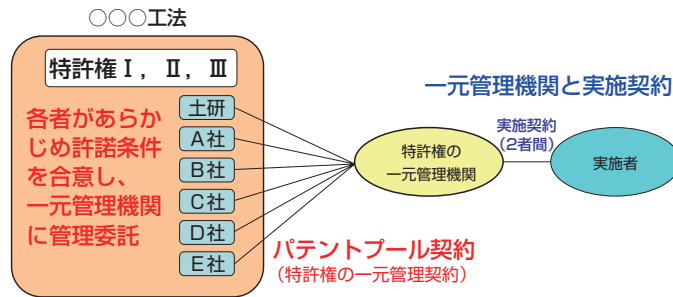 ○○○工法
特許権Ⅰ，Ⅱ，Ⅲ
各者があらか
じめ許諾条件
を合意し、
一元管理機関
に管理委託
土研
A社
B社
C社
D社
E社
パテントプール契約
（特許権の一元管理契約）
特許権の
一元管理機関
一元管理機関と実施契約
実施契約
（2者間）
実施者